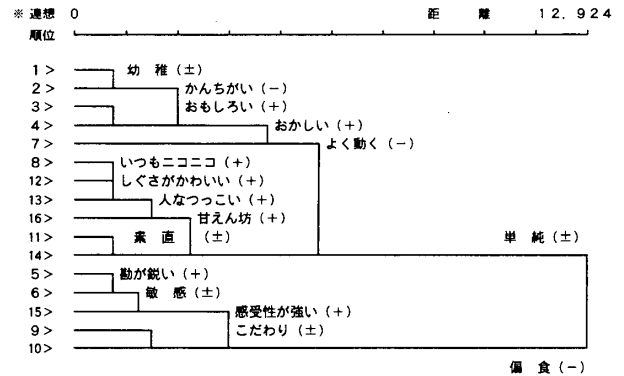 ※ 連想 0 距 離 12.924
順位
1> 幼 稚 (±)
2> かんちがい (-)
3> おもしろい (+)
4> おかしい (+)
7> よく動く (-)
8> いつもニコニコ (+)
12> しぐさがかわいい (+)
13> 人なつっこい (+)
16> 甘えん坊 (+)
11> 素 直 (±) 単 純 (±)
14>
5> 勘が鋭い (+)
6> 敏 感 (±)
15> 感受性が強い (+)
9> こだわり (±)
10>
偏 食 (-)